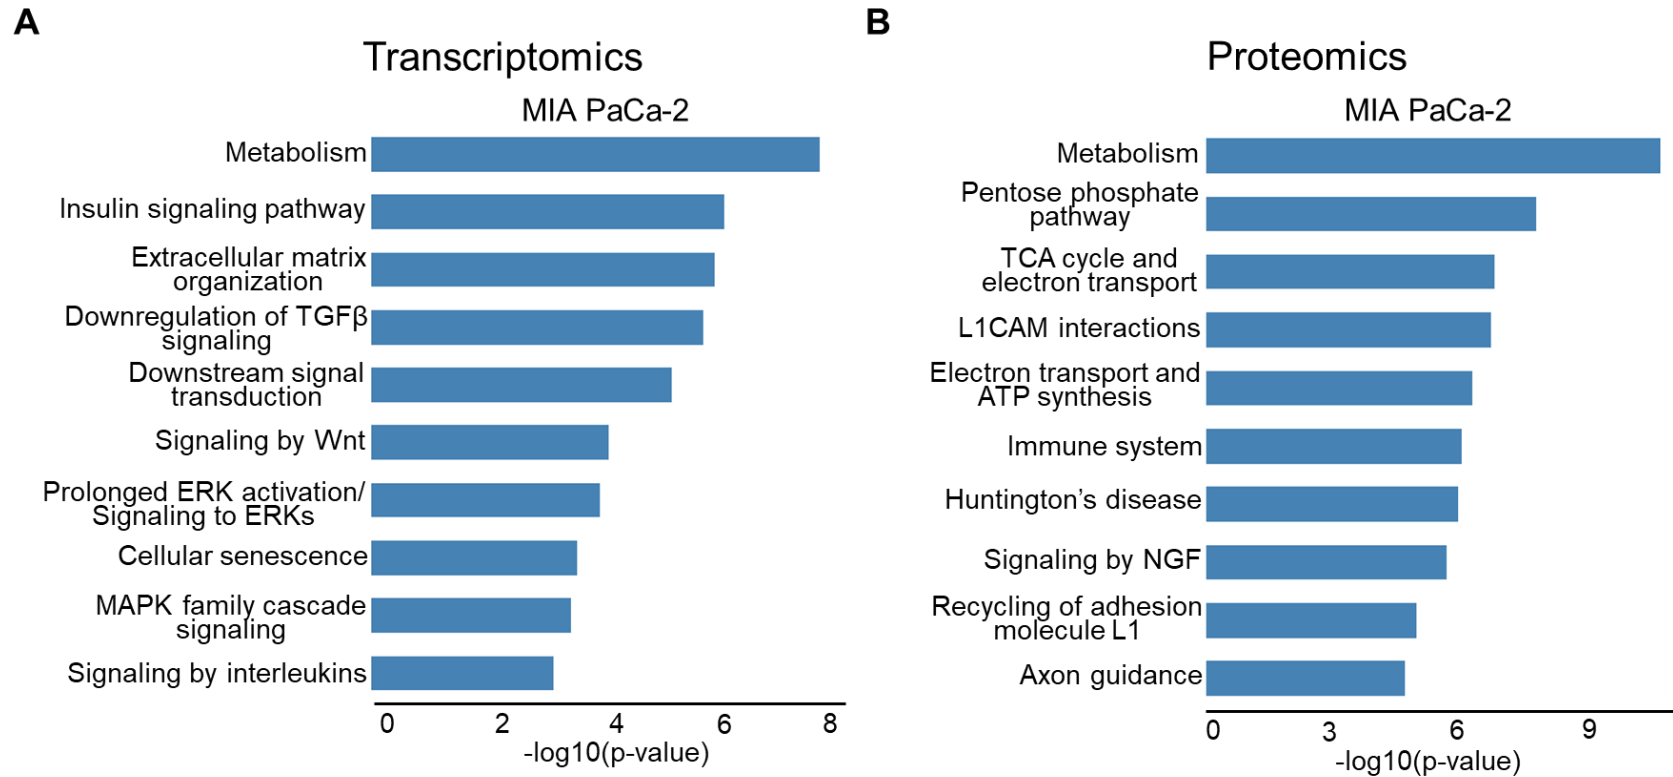 A
Transcriptomics
MIA PaCa-2
Metabolism
Insulin signaling pathway
Extracellular matrix
organization
Downregulation of TGFβ
signaling
Downstream signal
transduction
Signaling by Wnt
Prolonged ERK activation/
Signaling to ERKs
Cellular senescence
MAPK family cascade
signaling
Signaling by interleukins
0 2 4 6 8
-log10(p-value)
B
Proteomics
MIA PaCa-2
Metabolism
Pentose phosphate
pathway
TCA cycle and
electron transport
L1CAM interactions
Electron transport and
ATP synthesis
Immune system
Huntington’s disease
Signaling by NGF
Recycling of adhesion
molecule L1
Axon guidance
0 3 6 9
-log10(p-value)